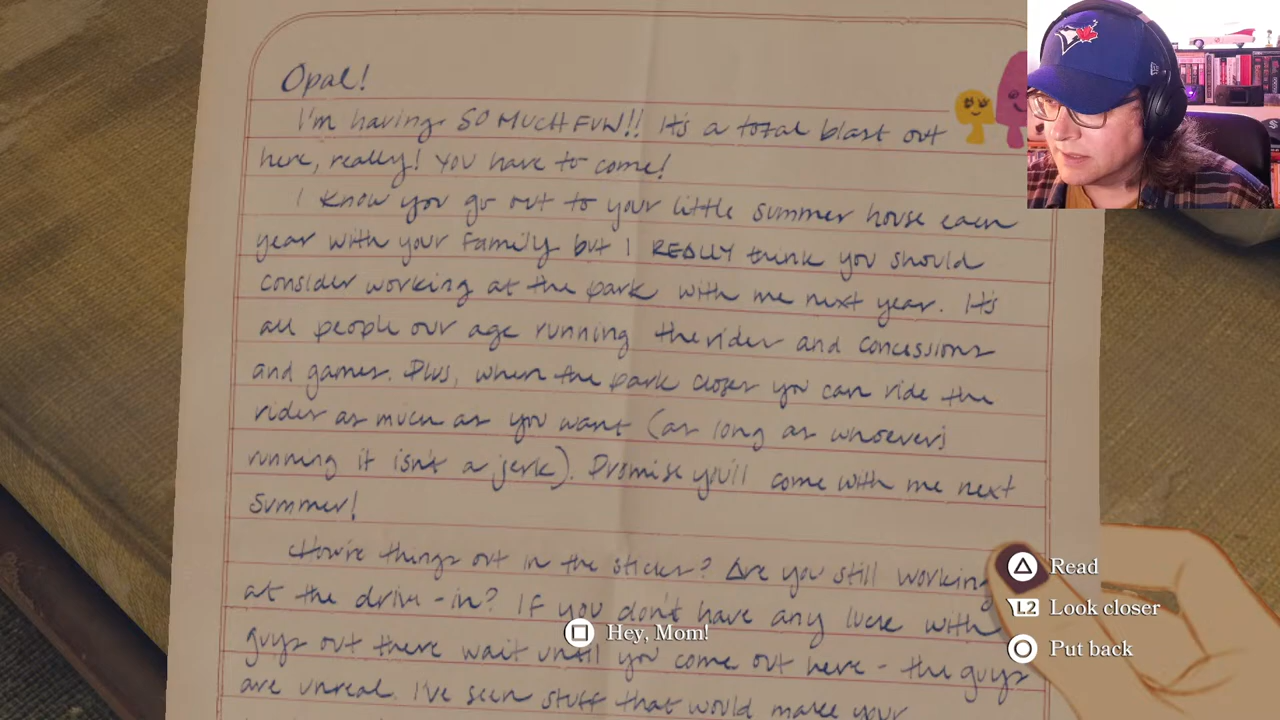 Opal!
I'm having SO MUCH FUN!! It's a total blast out
here, really! You have to come!
I know you go out to your little summer house each
year with your family but I REALLY think you should
consider working at the park with me next year. It's
all people our age running the rides and concessions
and games. Plus, when the park closes you can ride the
rides as much as you want (as long as whoever's
running it isn't a jerk). Promise you'll come with me next
summer!
How're things out in the sticks? Are you still working
at the drive-in? If you don't have any luck with
guys out there wait until you come out here - the guys
are unreal. I've seen stuff that would make your
Read
L2 Look closer
Hey, Mom!
Put back